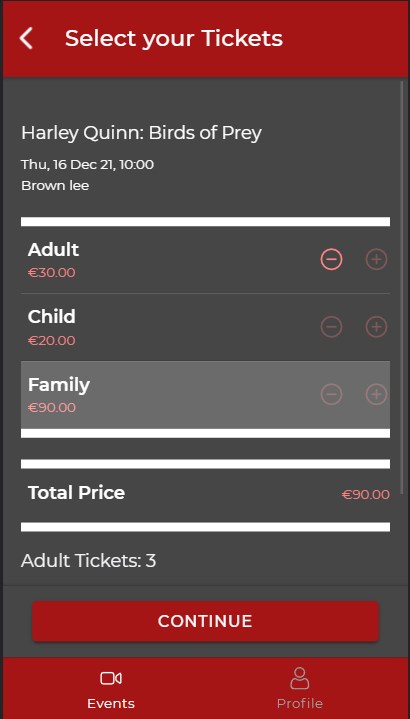 Select your Tickets
Harley Quinn: Birds of Prey
Thu, 16 Dec 21, 10:00
Brown lee
Adult
€30.00
Child
€20.00
Family
€90.00
Total Price €90.00
Adult Tickets: 3
CONTINUE
Events Profile